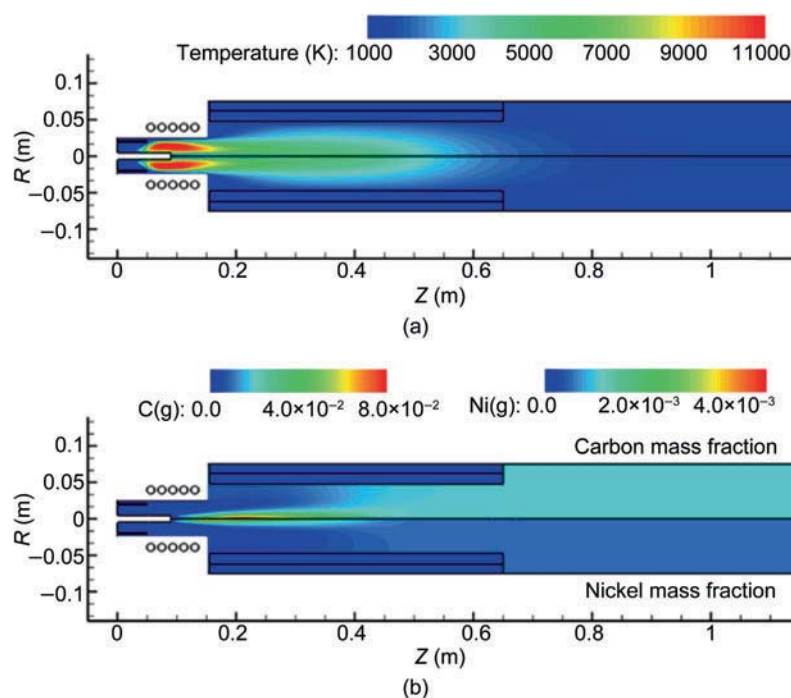 Temperature (K): 1000 3000 5000 7000 9000 11000
0.1
0.05
0
−0.05
−0.1
R (m)
0 0.2 0.4 0.6 0.8 1
Z (m)
(a)
C(g): 0.0 4.0×10⁻² 8.0×10⁻² Ni(g): 0.0 2.0×10⁻³ 4.0×10⁻³
Carbon mass fraction
0.1
0.05
0
−0.05
−0.1
R (m)
Nickel mass fraction
0 0.2 0.4 0.6 0.8 1
Z (m)
(b)